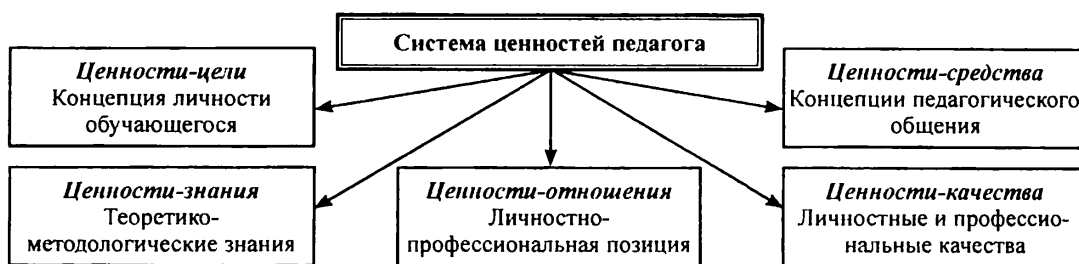 Система ценностей педагога
Ценности-цели
Концепция личности
обучающегося
Ценности-средства
Концепции педагогического
общения
Ценности-знания
Теоретико-
методологические знания
Ценности-отношения
Личностно-
профессиональная позиция
Ценности-качества
Личностные и профессио-
нальные качества